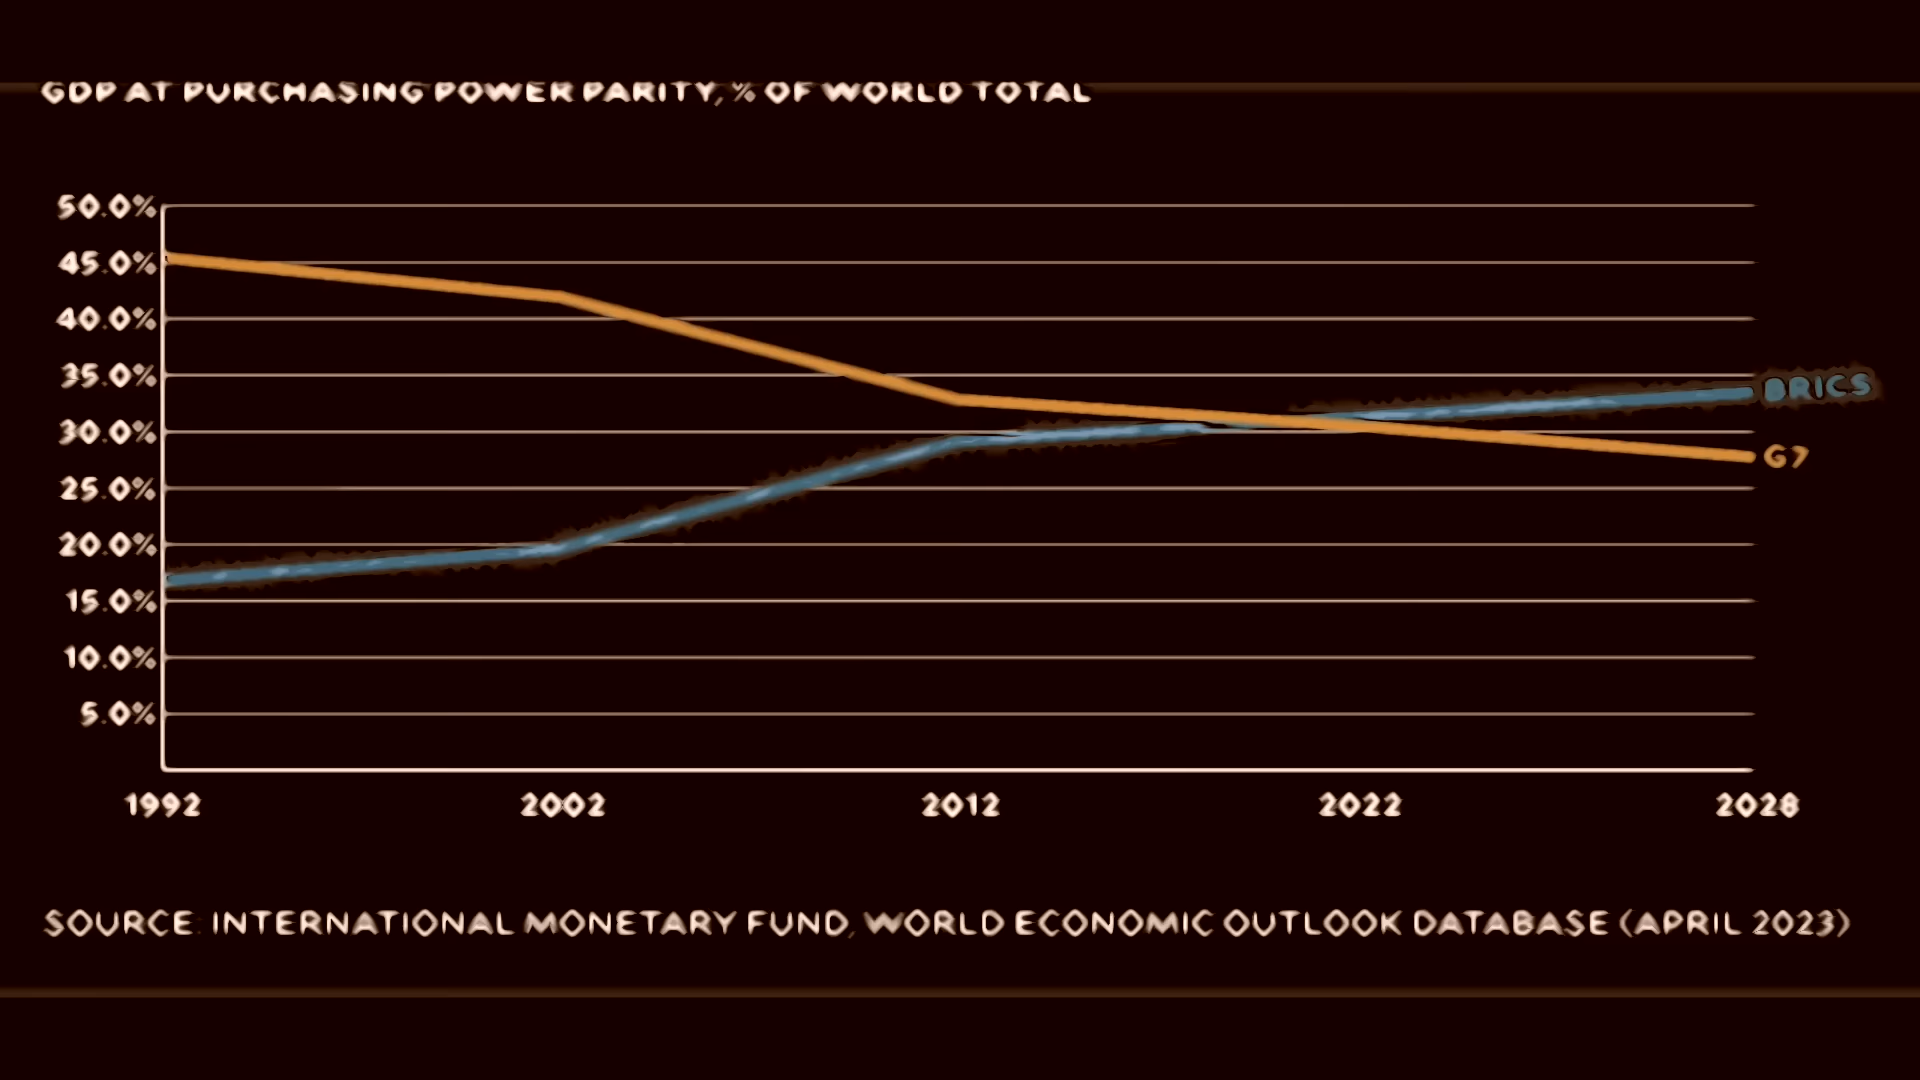 GDP AT PURCHASING POWER PARITY, % OF WORLD TOTAL
50.0%
45.0%
40.0%
35.0%
30.0%
25.0%
20.0%
15.0%
10.0%
5.0%
BRICS
G7
1992 2002 2012 2022 2028
SOURCE: INTERNATIONAL MONETARY FUND, WORLD ECONOMIC OUTLOOK DATABASE (APRIL 2023)